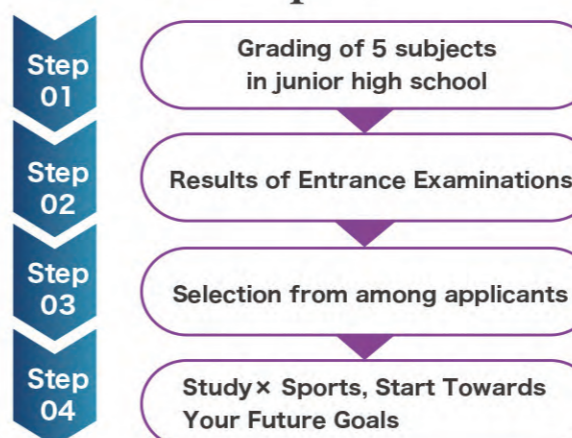 Step
01
Grading of 5 subjects
in junior high school
Step
02
Results of Entrance Examinations
Step
03
Selection from among applicants
Step
04
Study× Sports, Start Towards
Your Future Goals